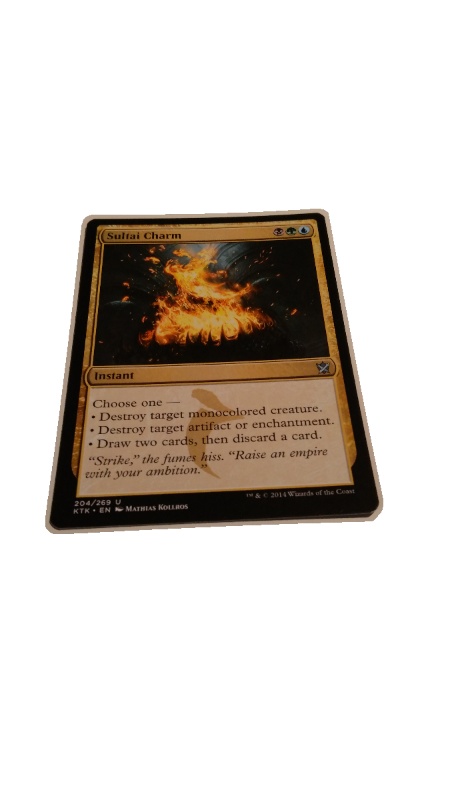 Sultai Charm
Instant
Choose one —
• Destroy target monocolored creature.
• Destroy target artifact or enchantment.
• Draw two cards, then discard a card.
"Strike," the fumes hiss. "Raise an empire
with your ambition."
204/269 U
KTK • EN Mathias Kollros
™ & © 2014 Wizards of the Coast